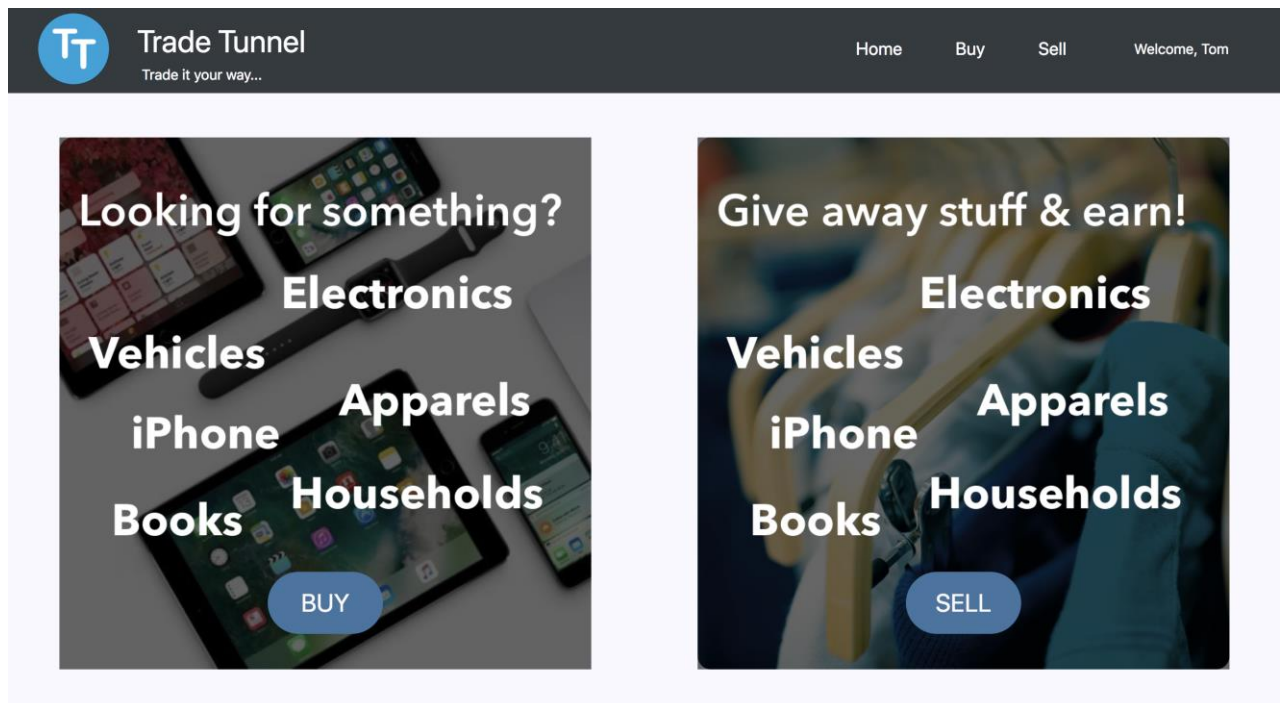 TT
Trade Tunnel
Trade it your way...
Home Buy Sell Welcome, Tom
Looking for something?
Electronics
Vehicles
Apparels
iPhone
Households
Books
BUY
Give away stuff & earn!
Electronics
Vehicles
Apparels
iPhone
Households
Books
SELL